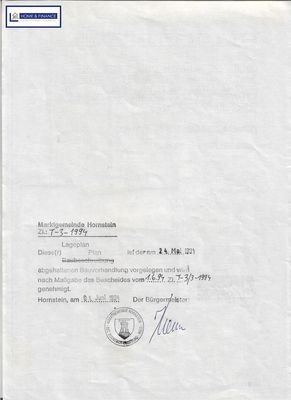 HOME & FINANCE
Marktgemeinde Hornstein
Zl.: T-3-1994
Lageplan
Diese(r) Plan ist der am 24. Mai 1994
Baubeschreibung
abgehaltenen Bauverhandlung vorgelegen und wird
nach Maßgabe des Bescheides vom 1.6.94 Zl. T-3/3-1994
genehmigt.
Hornstein, am 01. Juni 1994 Der Bürgermeister: